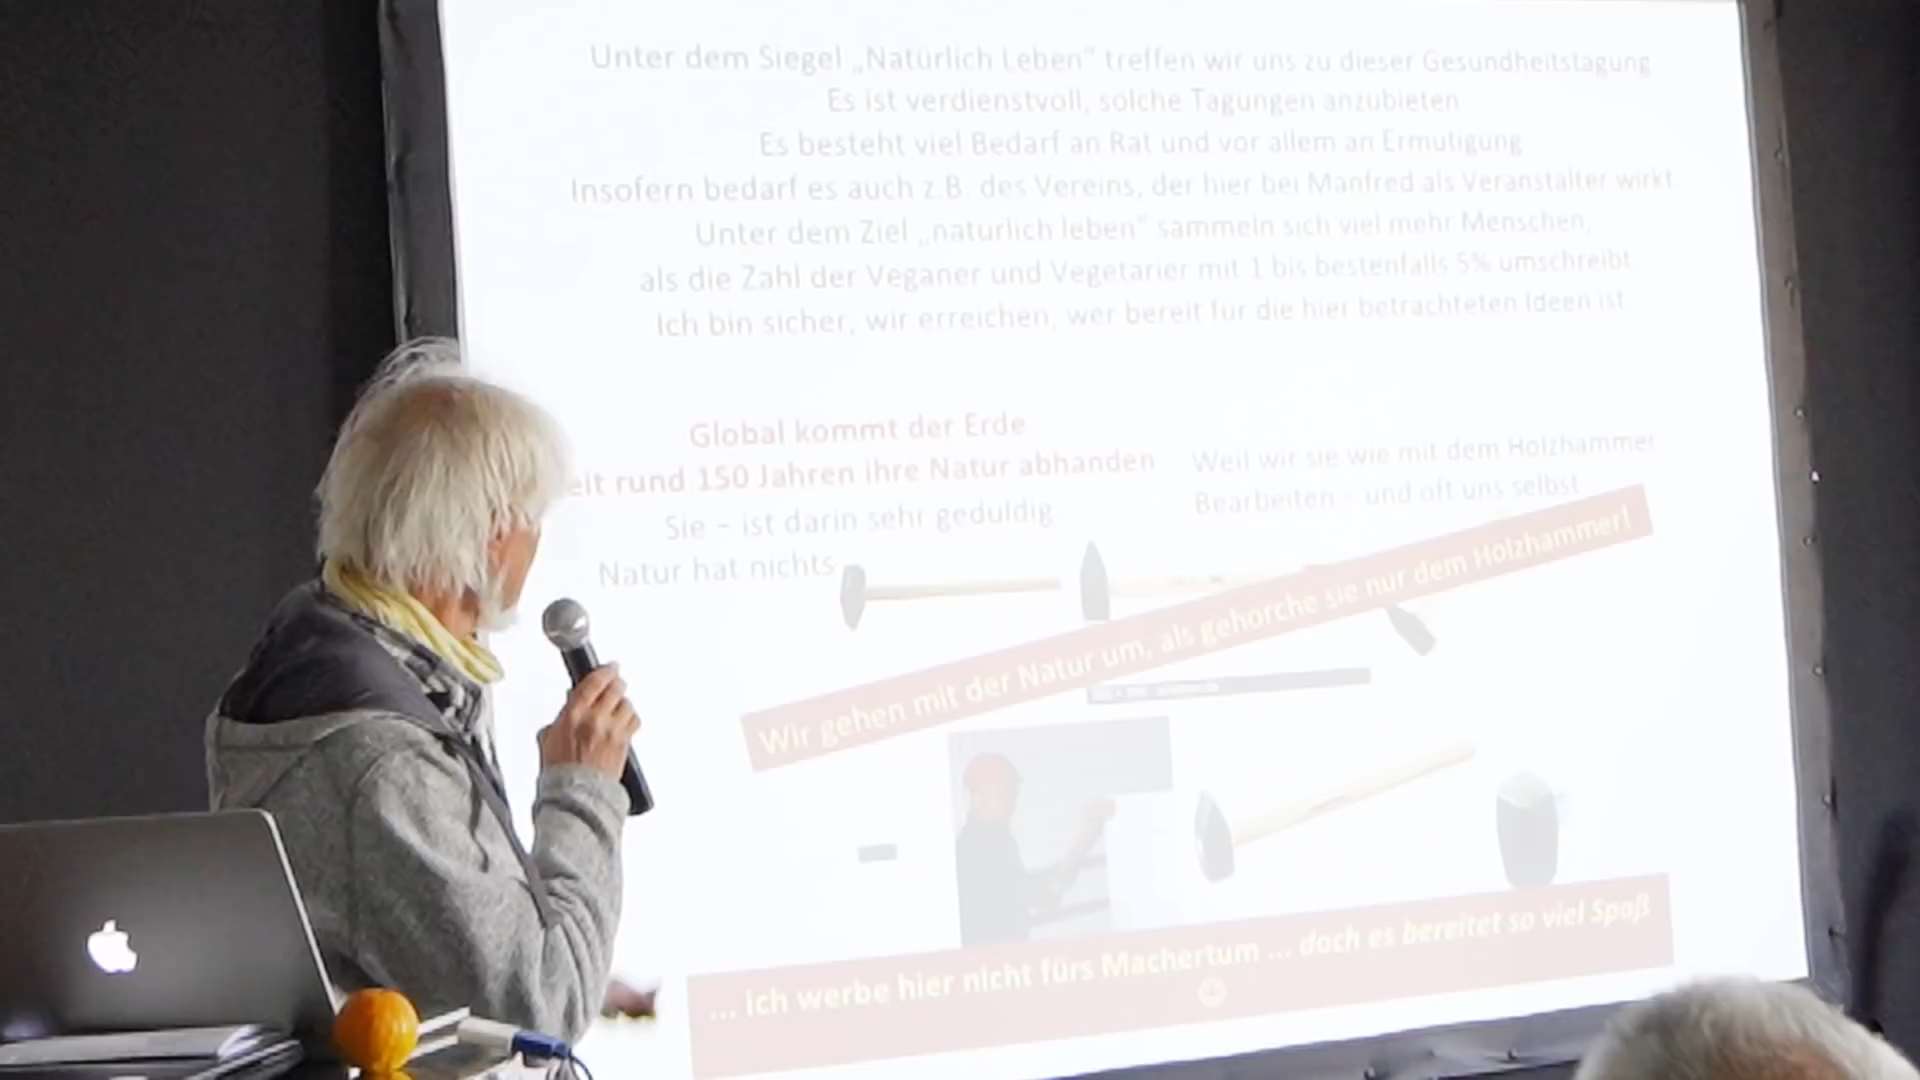 Unter dem Siegel „Natürlich Leben“ treffen wir uns zu dieser Gesundheitstagung
Es ist verdienstvoll, solche Tagungen anzubieten
Es besteht viel Bedarf an Rat und vor allem an Ermutigung
Insofern bedarf es auch z.B. des Vereins, der hier bei Manfred als Veranstalter wirkt
Unter dem Ziel „naturlich leben“ sammeln sich viel mehr Menschen,
als die Zahl der Veganer und Vegetarier mit 1 bis bestenfalls 5% umschreibt
Ich bin sicher, wir erreichen, wer bereit für die hier betrachteten Ideen ist
Global kommt der Erde
eit rund 150 Jahren ihre Natur abhanden
Sie – ist darin sehr geduldig
Natur hat nichts
Weil wir sie wie mit dem Holzhammer
Bearbeiten – und oft uns selbst
Wir gehen mit der Natur um, als gehorche sie nur dem Holzhammer!
... ich werbe hier nicht fürs Machertum ... doch es bereitet so viel Spaß